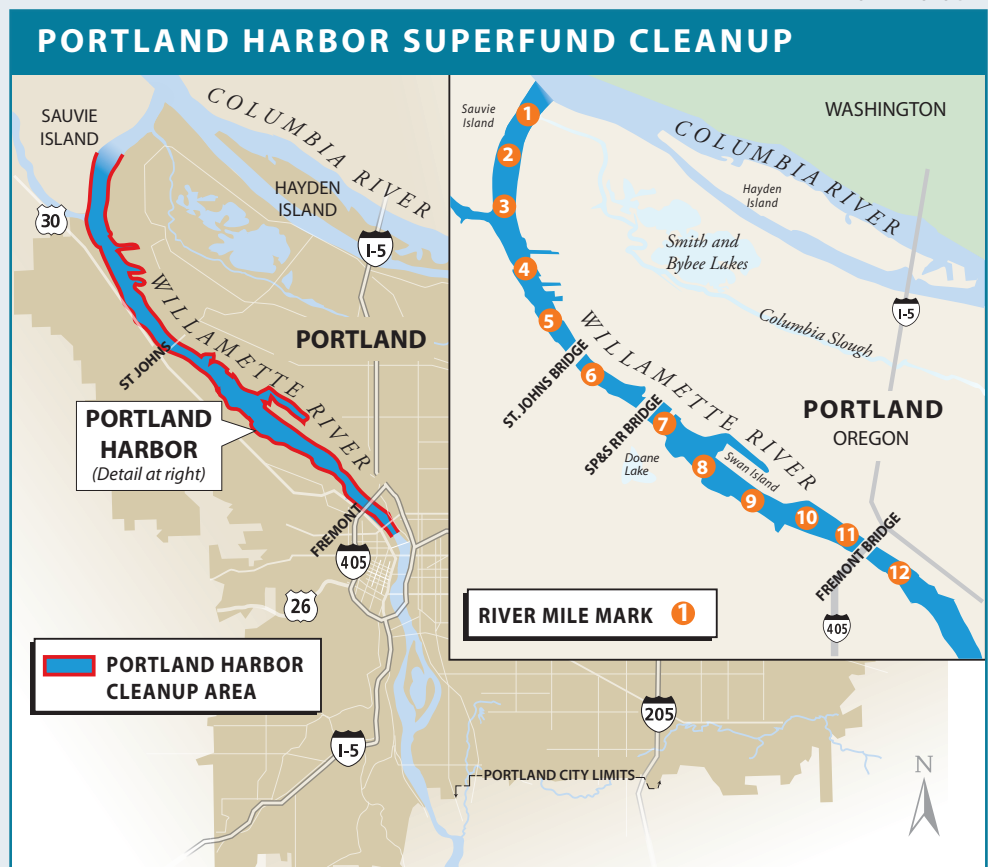 PORTLAND HARBOR SUPERFUND CLEANUP
SAUVIE
ISLAND
COLUMBIA RIVER
HAYDEN
ISLAND
30
I-5
WILLAMETTE RIVER
PORTLAND
ST JOHNS
PORTLAND
HARBOR
(Detail at right)
FREMONT
405
26
PORTLAND HARBOR
CLEANUP AREA
I-5
205
PORTLAND CITY LIMITS
N
Sauvie
Island
1
2
3
4
5
6
7
8
9
10
11
12
WASHINGTON
COLUMBIA RIVER
Hayden
Island
Smith and
Bybee Lakes
I-5
Columbia Slough
WILLAMETTE RIVER
ST. JOHNS BRIDGE
SP&S RR BRIDGE
Doane
Lake
Swan Island
PORTLAND
OREGON
FREMONT BRIDGE
405
RIVER MILE MARK 1